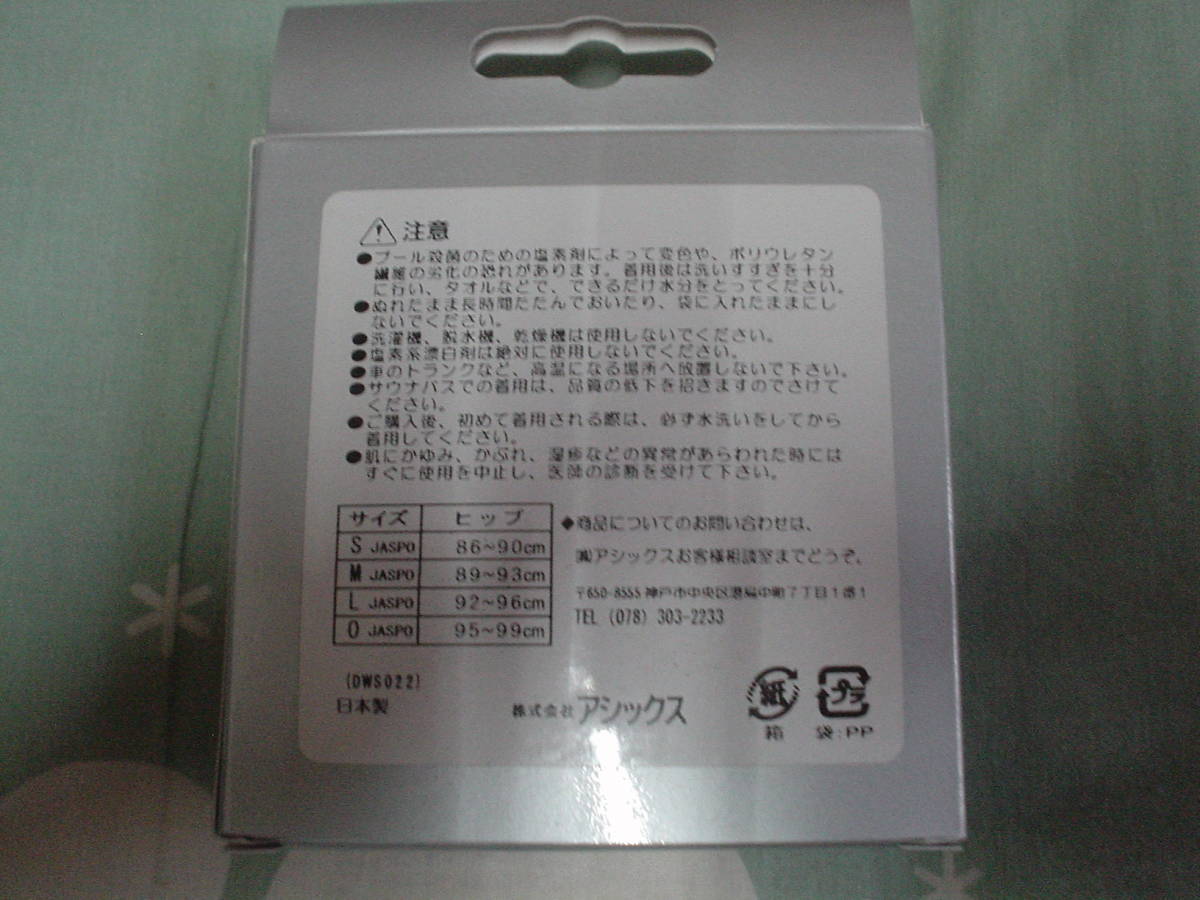 注意
●プール殺菌のための塩素剤によって変色や、ポリウレタン
繊維の劣化の恐れがあります。着用後は洗いすすぎを十分
に行い、タオルなどで、できるだけ水分をとってください。
●ぬれたまま長時間たたんでおいたり、袋に入れたままにし
ないでください。
●洗濯機、脱水機、乾燥機は使用しないでください。
●塩素系漂白剤は絶対に使用しないでください。
●車のトランクなど、高温になる場所へ放置しないで下さい。
●サウナバスでの着用は、品質の低下を招きますのでさけて
ください。
●ご購入後、初めて着用される際は、必ず水洗いをしてから
着用してください。
●肌にかゆみ、かぶれ、湿疹などの異常があらわれた時には
すぐに使用を中止し、医師の診断を受けて下さい。
サイズ ヒップ
S JASPO 86~90cm
M JASPO 89~93cm
L JASPO 92~96cm
O JASPO 95~99cm
◆商品についてのお問い合わせは、
㈱アシックスお客様相談室までどうぞ。
〒650-8555 神戸市中央区港島中町7丁目1番1
TEL (078) 303-2233
(DWS022)
日本製
株式会社アシックス
紙
箱
プラ
袋:PP